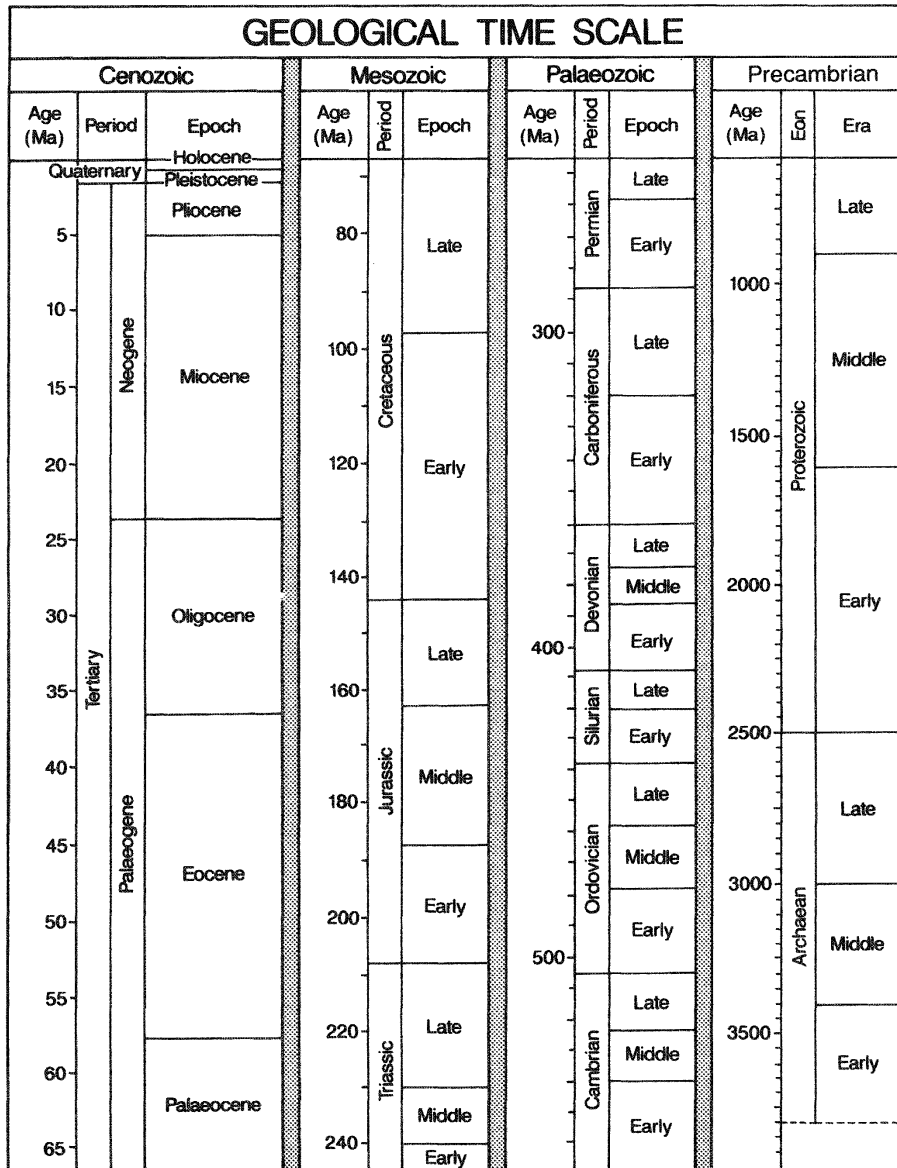 GEOLOGICAL TIME SCALE
Cenozoic
Age
(Ma)
Period
Epoch
Holocene
Quaternary
Pleistocene
Pliocene
5
10
Neogene
Miocene
15
20
25
Oligocene
30
Tertiary
35
40
Palaeogene
Eocene
45
50
55
60
Palaeocene
65
Mesozoic
Age
(Ma)
Period
Epoch
80
Late
100
Cretaceous
120
Early
140
Late
160
Jurassic
Middle
180
Early
200
Late
220
Triassic
Middle
240
Early
Palaeozoic
Age
(Ma)
Period
Epoch
Permian
Late
Early
300
Carboniferous
Late
Early
Devonian
Late
Middle
400
Early
Silurian
Late
Early
Ordovician
Late
Middle
500
Early
Cambrian
Late
Middle
Early
Precambrian
Age
(Ma)
Eon
Era
Late
1000
Middle
1500
Proterozoic
2000
Early
2500
Late
3000
Archaean
Middle
3500
Early